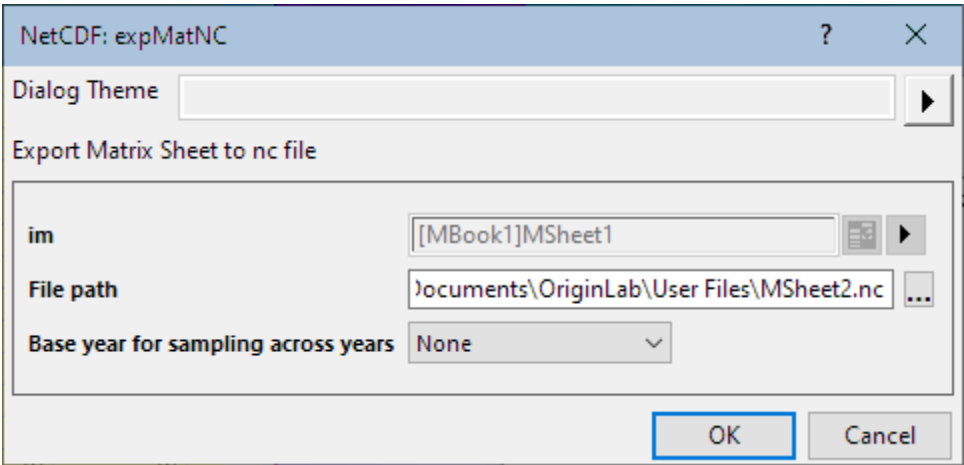 NetCDF: expMatNC ? ×
Dialog Theme
Export Matrix Sheet to nc file
im [MBook1]MSheet1
File path Documents\OriginLab\User Files\MSheet2.nc ...
Base year for sampling across years None
OK Cancel